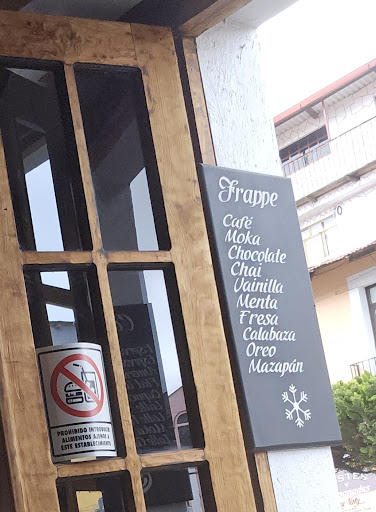 Frappe
Café
Moka
Chocolate
Chai
Vainilla
Menta
Fresa
Calabaza
Oreo
Mazapán
PROHIBIDO INTRODUCIR
ALIMENTOS AJENOS A
ESTE ESTABLECIMIENTO